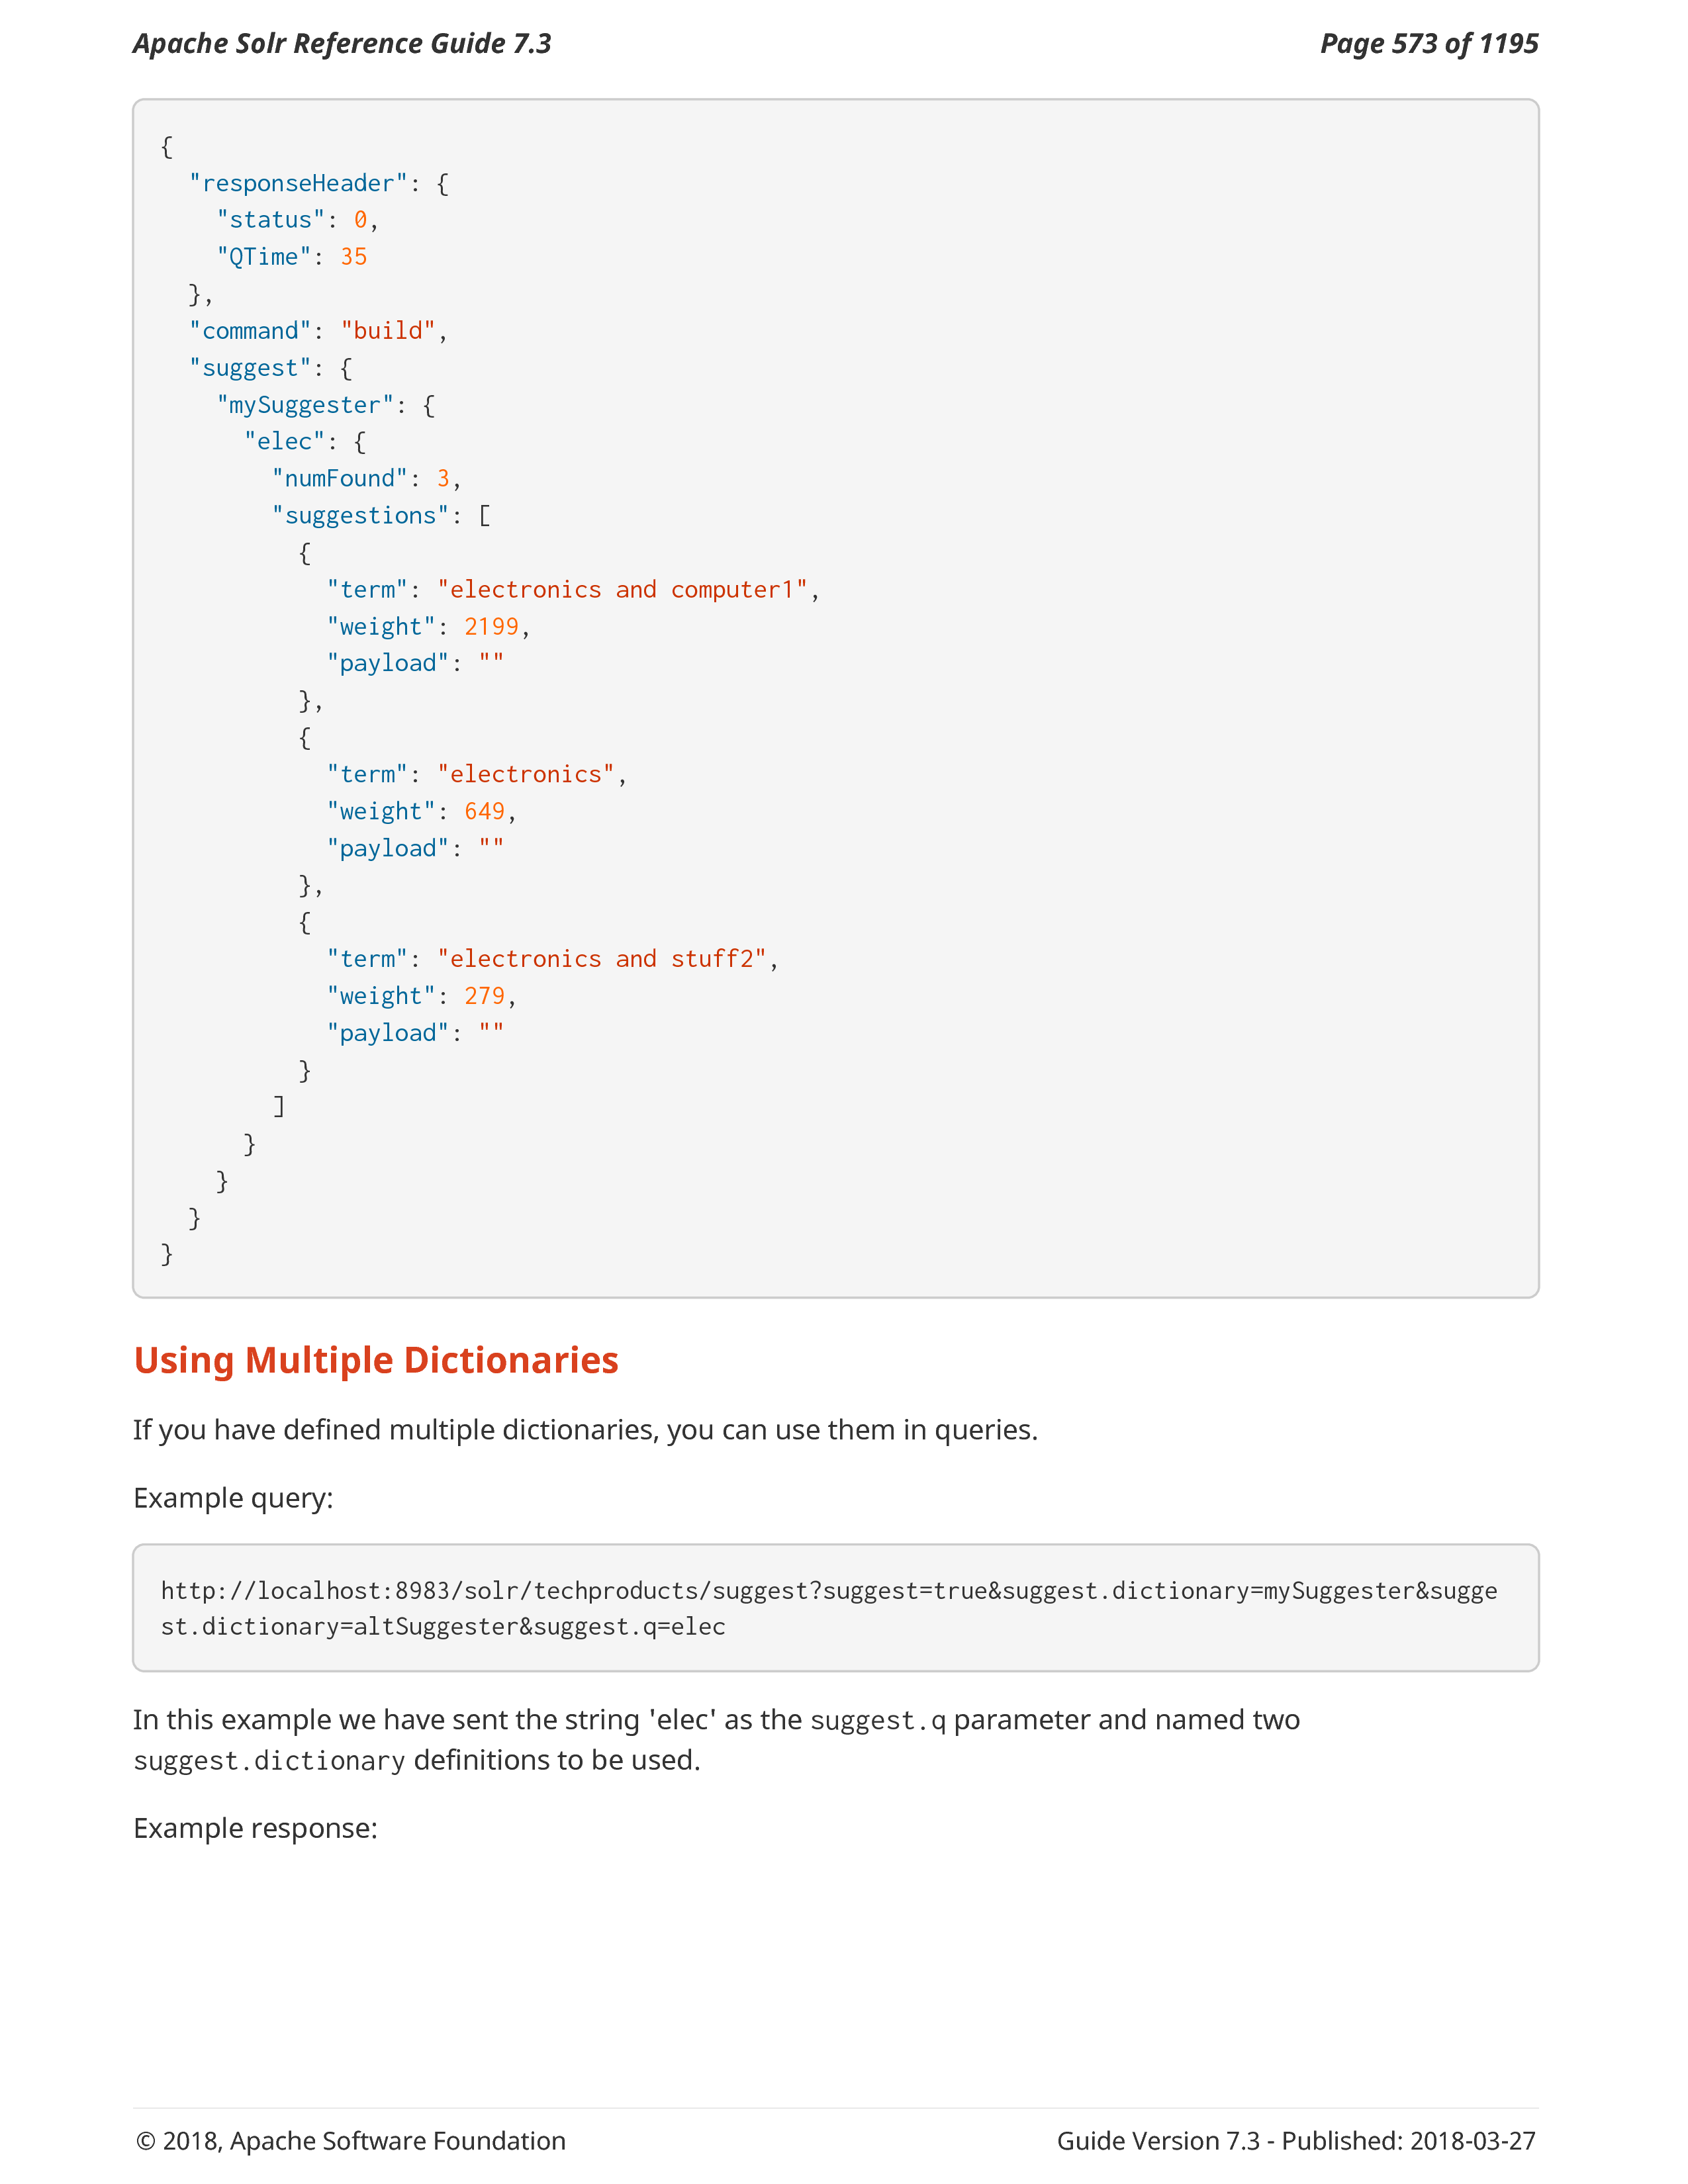 Apache Solr Reference Guide 7.3
Page 573 of 1195
{
  "responseHeader": {
    "status": 0,
    "QTime": 35
  },
  "command": "build",
  "suggest": {
    "mySuggester": {
      "elec": {
        "numFound": 3,
        "suggestions": [
          {
            "term": "electronics and computer1",
            "weight": 2199,
            "payload": ""
          },
          {
            "term": "electronics",
            "weight": 649,
            "payload": ""
          },
          {
            "term": "electronics and stuff2",
            "weight": 279,
            "payload": ""
          }
        ]
      }
    }
  }
}
Using Multiple Dictionaries
If you have defined multiple dictionaries, you can use them in queries.
Example query:
http://localhost:8983/solr/techproducts/suggest?suggest=true&suggest.dictionary=mySuggester&sugge
st.dictionary=altSuggester&suggest.q=elec
In this example we have sent the string 'elec' as the suggest.q parameter and named two
suggest.dictionary definitions to be used.
Example response:
© 2018, Apache Software Foundation
Guide Version 7.3 - Published: 2018-03-27